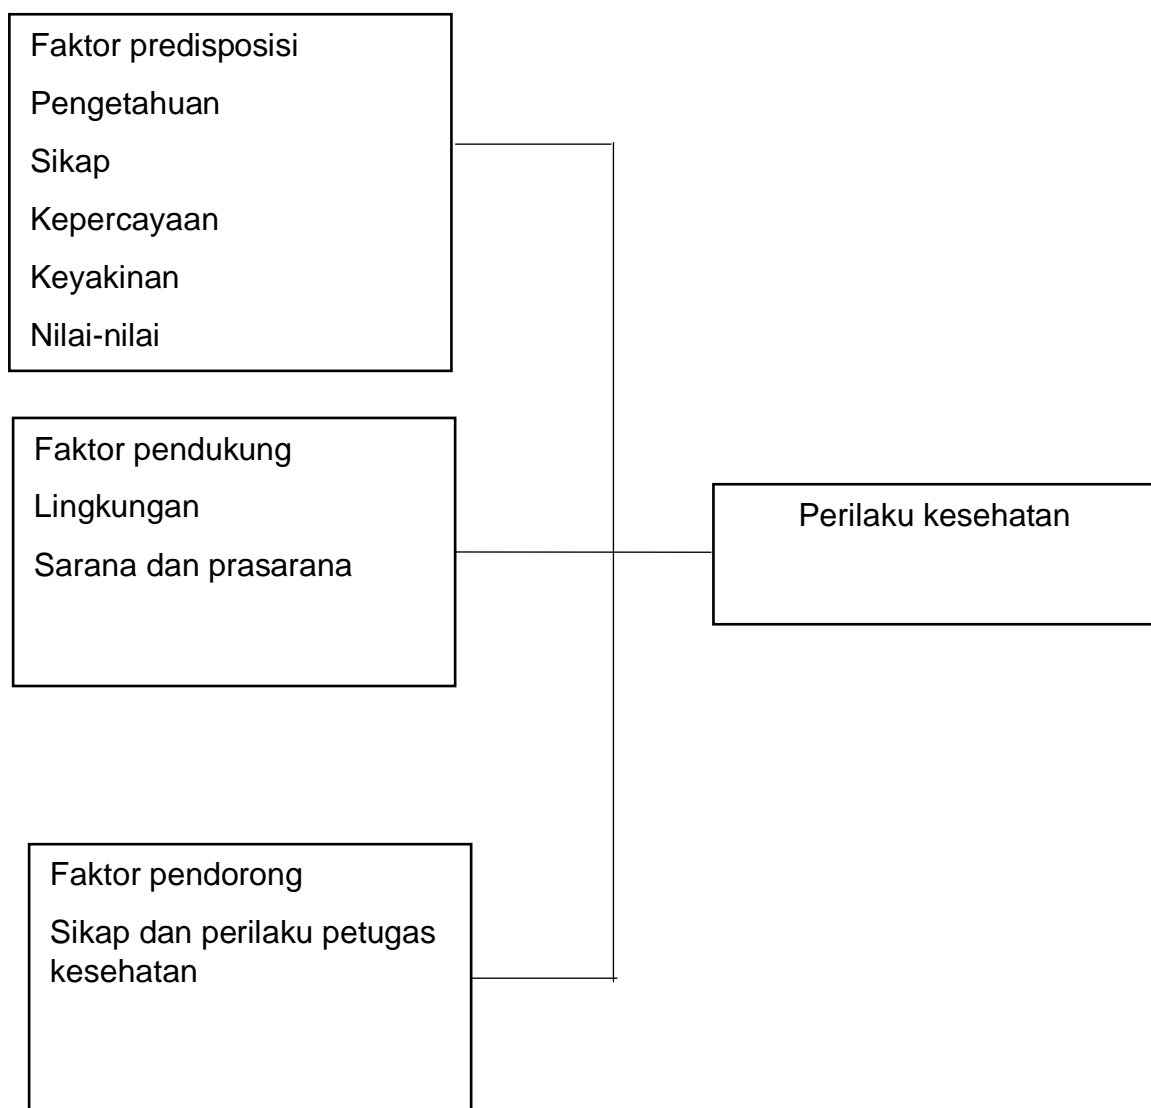 Faktor predisposisi
Pengetahuan
Sikap
Kepercayaan
Keyakinan
Nilai-nilai
Faktor pendukung
Lingkungan
Sarana dan prasarana
Perilaku kesehatan
Faktor pendorong
Sikap dan perilaku petugas
kesehatan